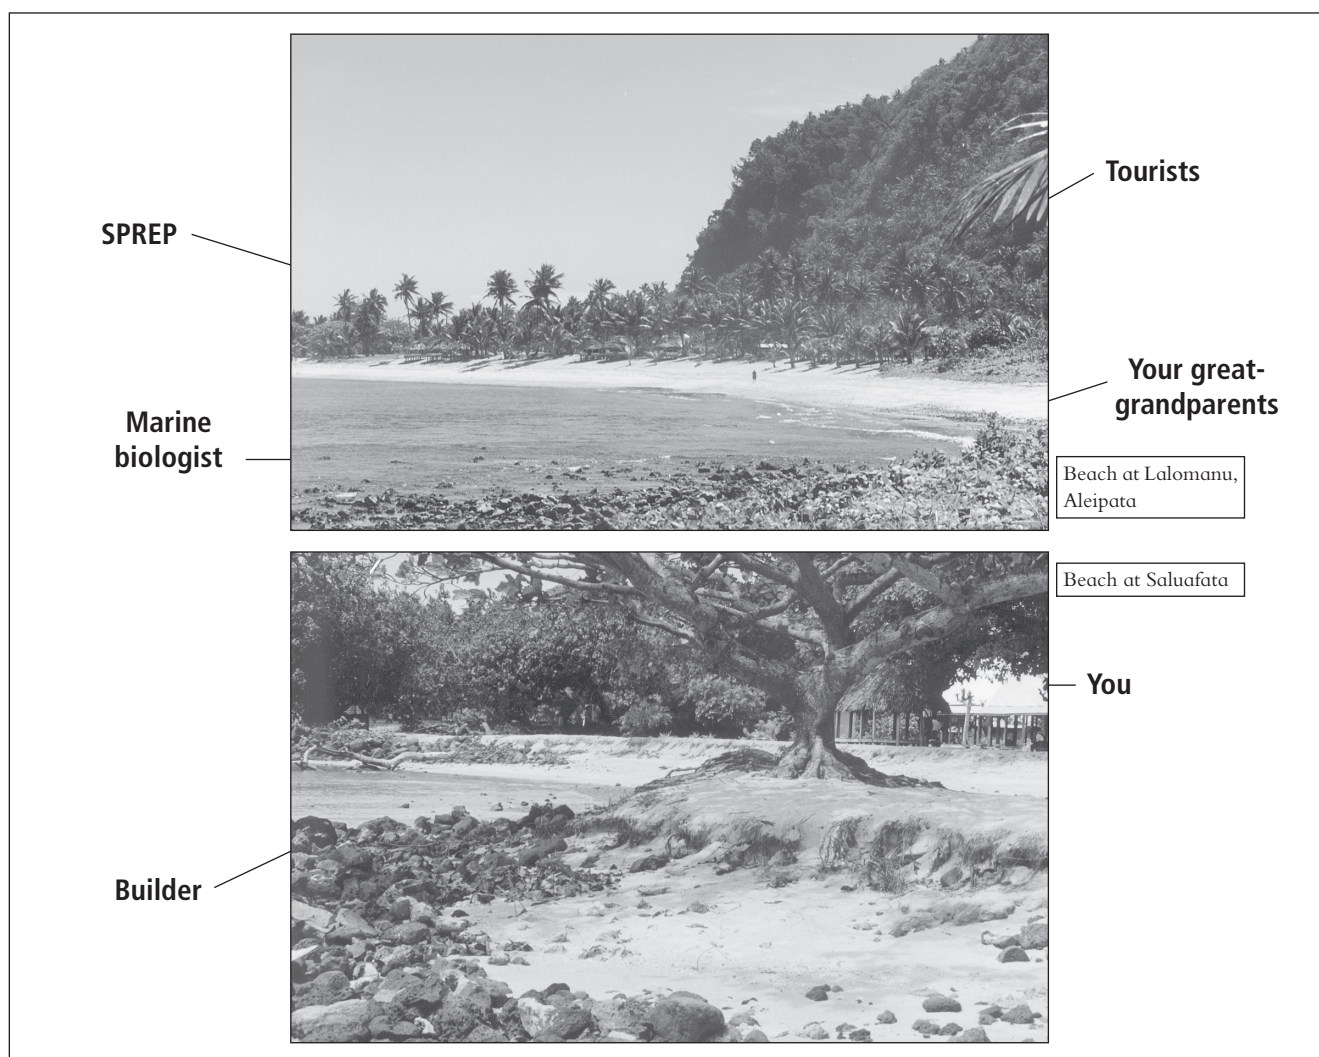 Tourists
SPREP
Your great-
grandparents
Marine
biologist
Beach at Lalomanu,
Aleipata
Beach at Saluafata
You
Builder